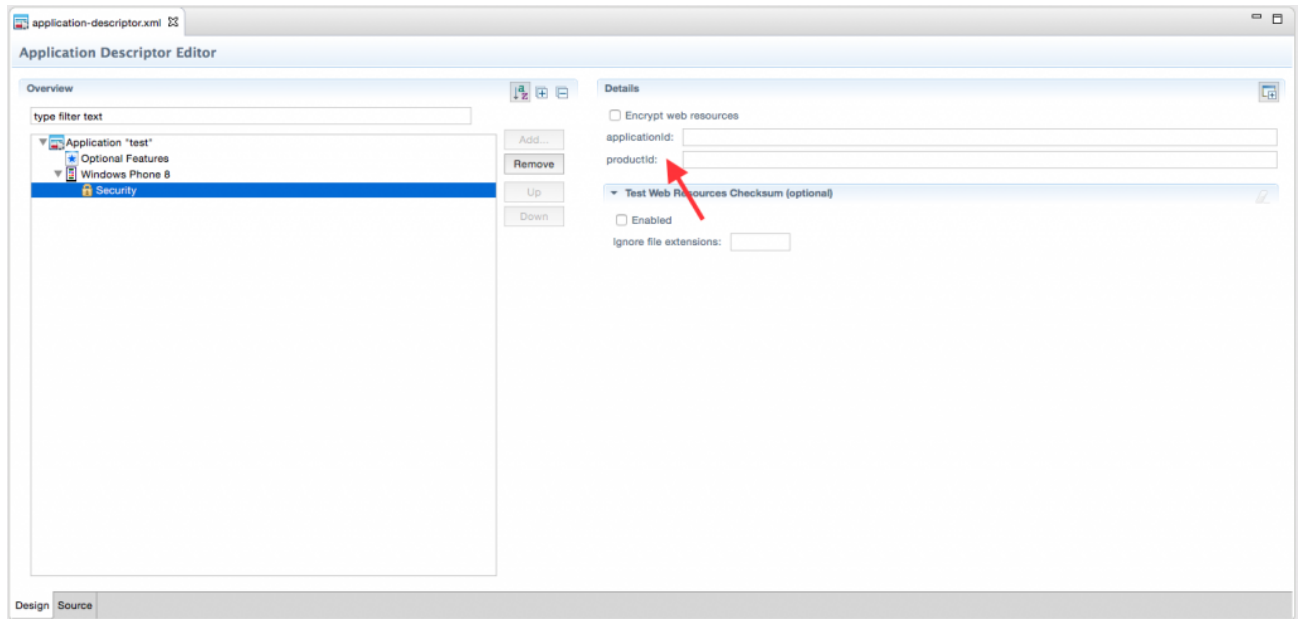 application-descriptor.xml
Application Descriptor Editor
Overview
type filter text
Application "test"
Optional Features
Windows Phone 8
Security
Add...
Remove
Up
Down
Details
Encrypt web resources
applicationId:
productId:
Test Web Resources Checksum (optional)
Enabled
Ignore file extensions:
Design Source